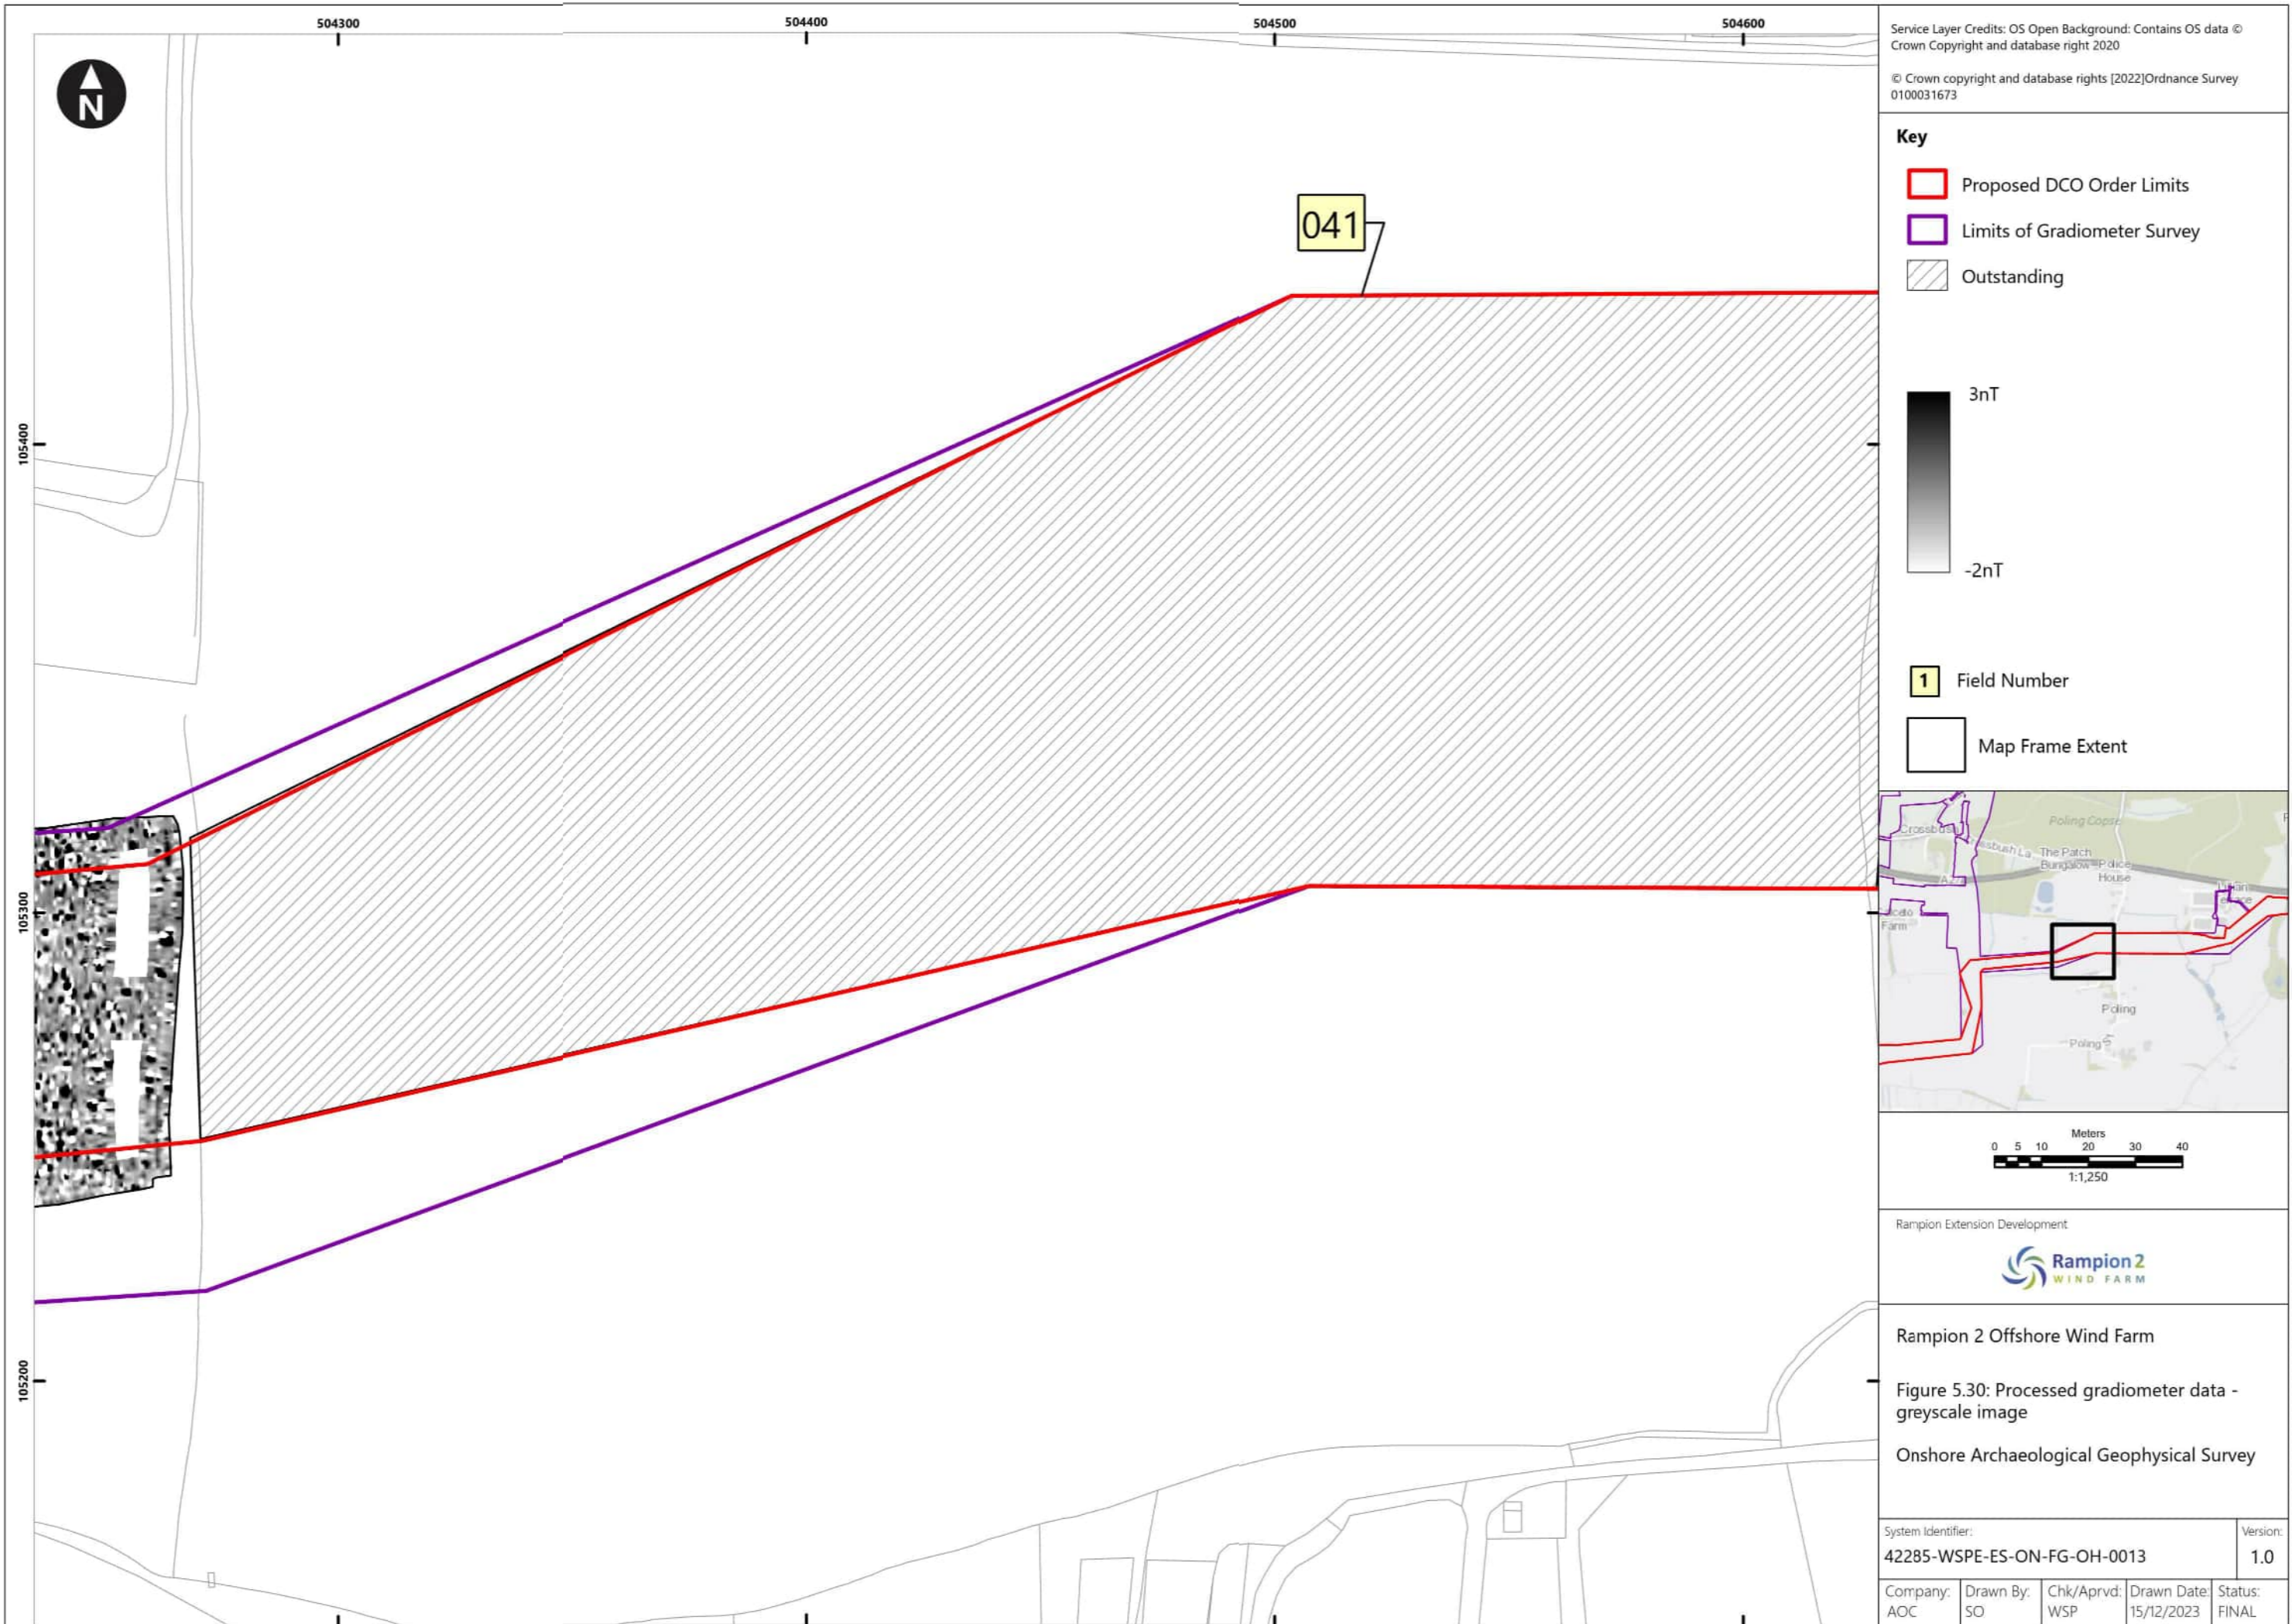 504300
504400
504500
504600
N
041
105400
105300
105200
Service Layer Credits: OS Open Background: Contains OS data ©
Crown Copyright and database right 2020
© Crown copyright and database rights [2022]Ordnance Survey
0100031673
Key
Proposed DCO Order Limits
Limits of Gradiometer Survey
Outstanding
3nT
-2nT
1
Field Number
Map Frame Extent
Poling Copse
The Patch
Bungalow
Police
House
Farm
Poling
Poling St
Meters
0 5 10 20 30 40
1:1,250
Rampion Extension Development
Rampion 2
WIND FARM
Rampion 2 Offshore Wind Farm
Figure 5.30: Processed gradiometer data -
greyscale image
Onshore Archaeological Geophysical Survey
System Identifier:
42285-WSPE-ES-ON-FG-OH-0013
Version:
1.0
Company:
AOC
Drawn By:
SO
Chk/Aprvd:
WSP
Drawn Date:
15/12/2023
Status:
FINAL